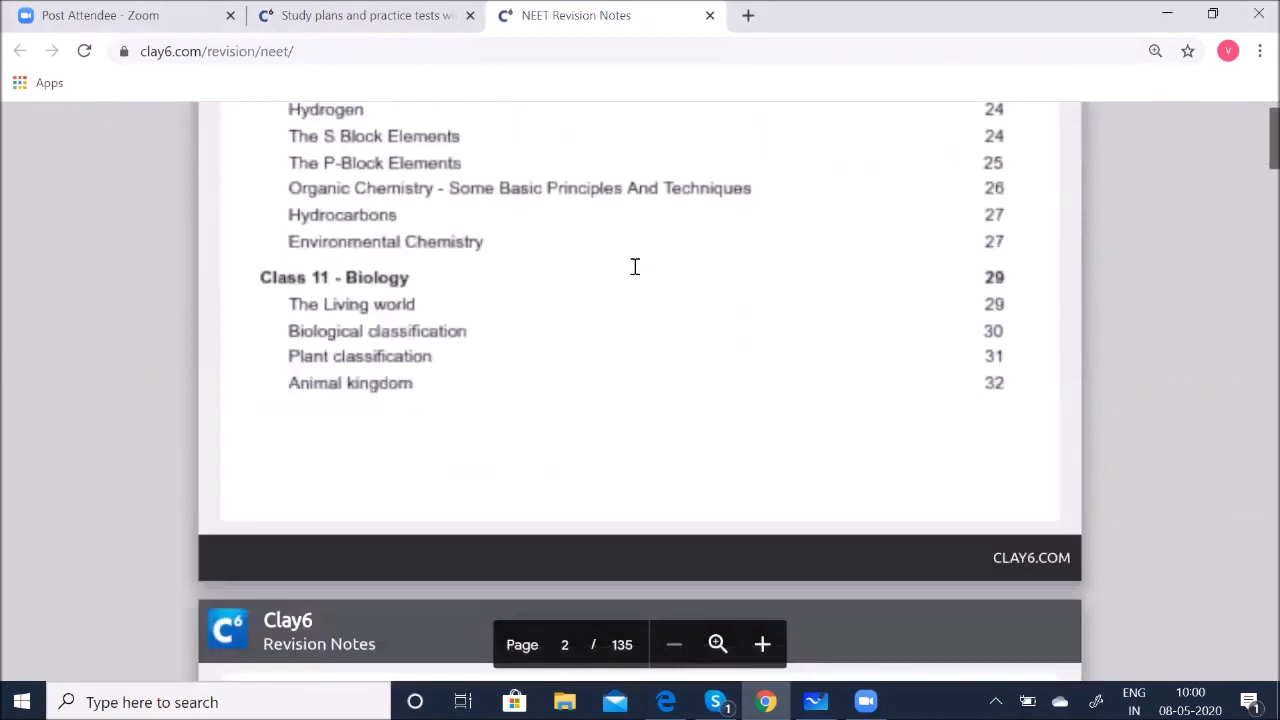 Post Attendee - Zoom
Study plans and practice tests wi
NEET Revision Notes
clay6.com/revision/neet/
V
Apps
Hydrogen 24
The S Block Elements 24
The P-Block Elements 25
Organic Chemistry - Some Basic Principles And Techniques 26
Hydrocarbons 27
Environmental Chemistry 27
Class 11 - Biology 29
The Living world 29
Biological classification 30
Plant classification 31
Animal kingdom 32
CLAY6.COM
C6
Clay6
Revision Notes
Page 2 / 135
Type here to search
1
ENG
IN
10:00
08-05-2020
1